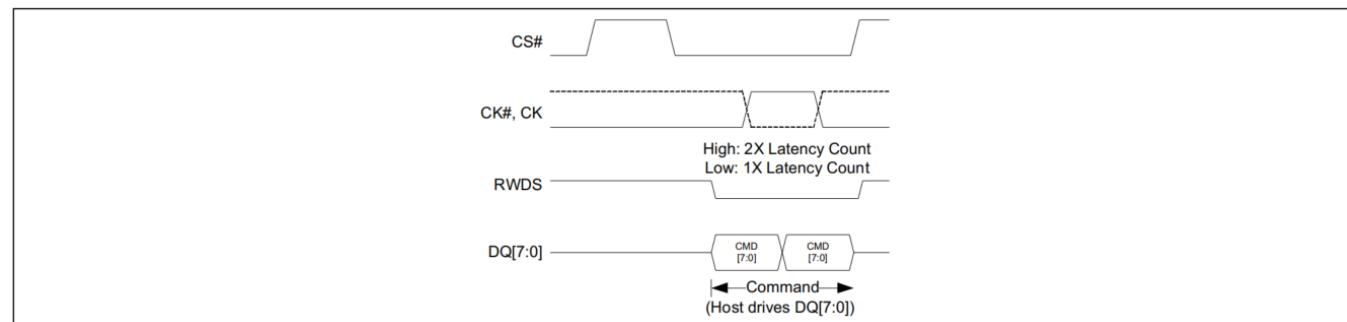 CS#
CK#, CK
High: 2X Latency Count
Low: 1X Latency Count
RWDS
DQ[7:0]
CMD
[7:0]
CMD
[7:0]
Command
(Host drives DQ[7:0])